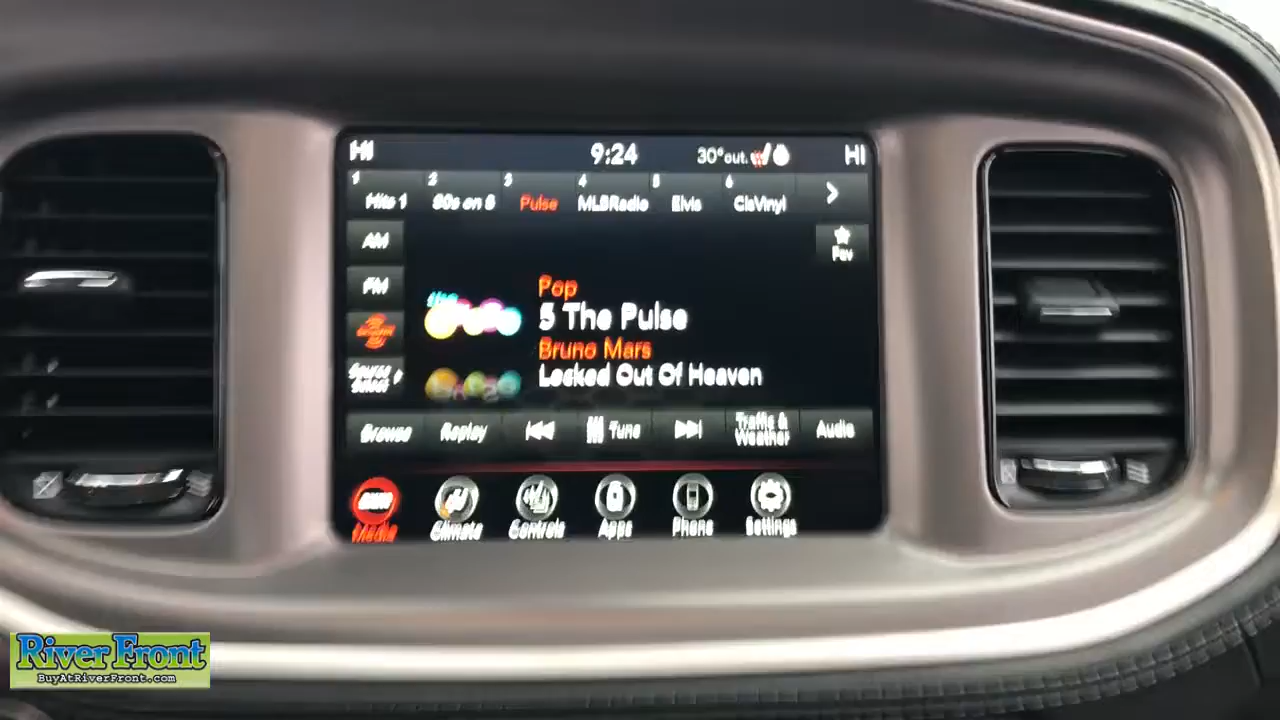 HI 9:24 30°out. HI
1 2 3 4 5 6
Hits 1 80s on 8 Pulse MLBRadio Elvis ClsVinyl
AM
Fav
FM
Pop
5 The Pulse
Bruno Mars
Locked Out Of Heaven
Source
Select
Browse Replay Tune Traffic & Weather Audio
Media Climate Controls Apps Phone Settings
River Front
BuyAtRiverFront.com